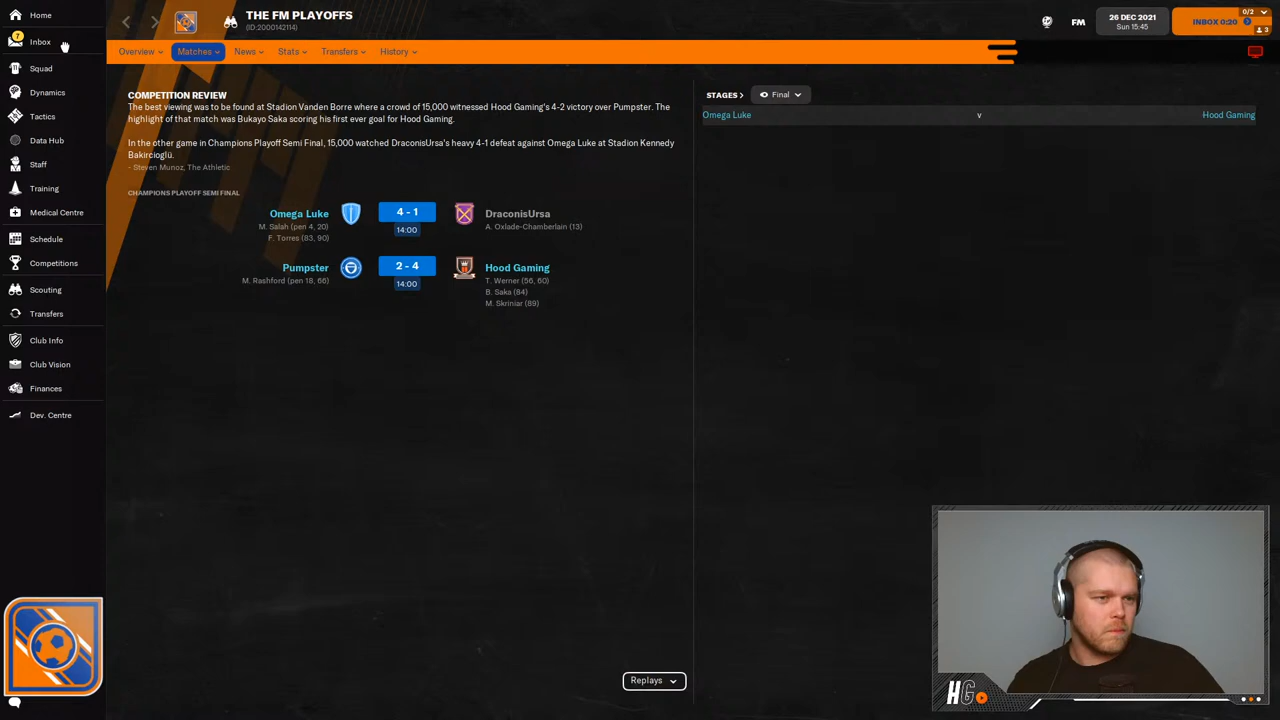 Home
7
Inbox
Squad
Dynamics
Tactics
Data Hub
Staff
Training
Medical Centre
Schedule
Competitions
Scouting
Transfers
Club Info
Club Vision
Finances
Dev. Centre
THE FM PLAYOFFS
(ID:2000142114)
FM
26 DEC 2021
Sun 15:45
INBOX 0:20
0/2
3
Overview
Matches
News
Stats
Transfers
History
COMPETITION REVIEW
The best viewing was to be found at Stadion Vanden Borre where a crowd of 15,000 witnessed Hood Gaming's 4-2 victory over Pumpster. The
highlight of that match was Bukayo Saka scoring his first ever goal for Hood Gaming.
In the other game in Champions Playoff Semi Final, 15,000 watched DraconisUrsa's heavy 4-1 defeat against Omega Luke at Stadion Kennedy
Bakircioglü.
- Steven Munoz, The Athletic
CHAMPIONS PLAYOFF SEMI FINAL
Omega Luke 4 - 1 DraconisUrsa
M. Salah (pen 4, 20) 14:00 A. Oxlade-Chamberlain (13)
F. Torres (83, 90)
Pumpster 2 - 4 Hood Gaming
M. Rashford (pen 18, 66) 14:00 T. Werner (56, 60)
B. Saka (84)
M. Skriniar (89)
Replays
STAGES > Final
Omega Luke v Hood Gaming
HG